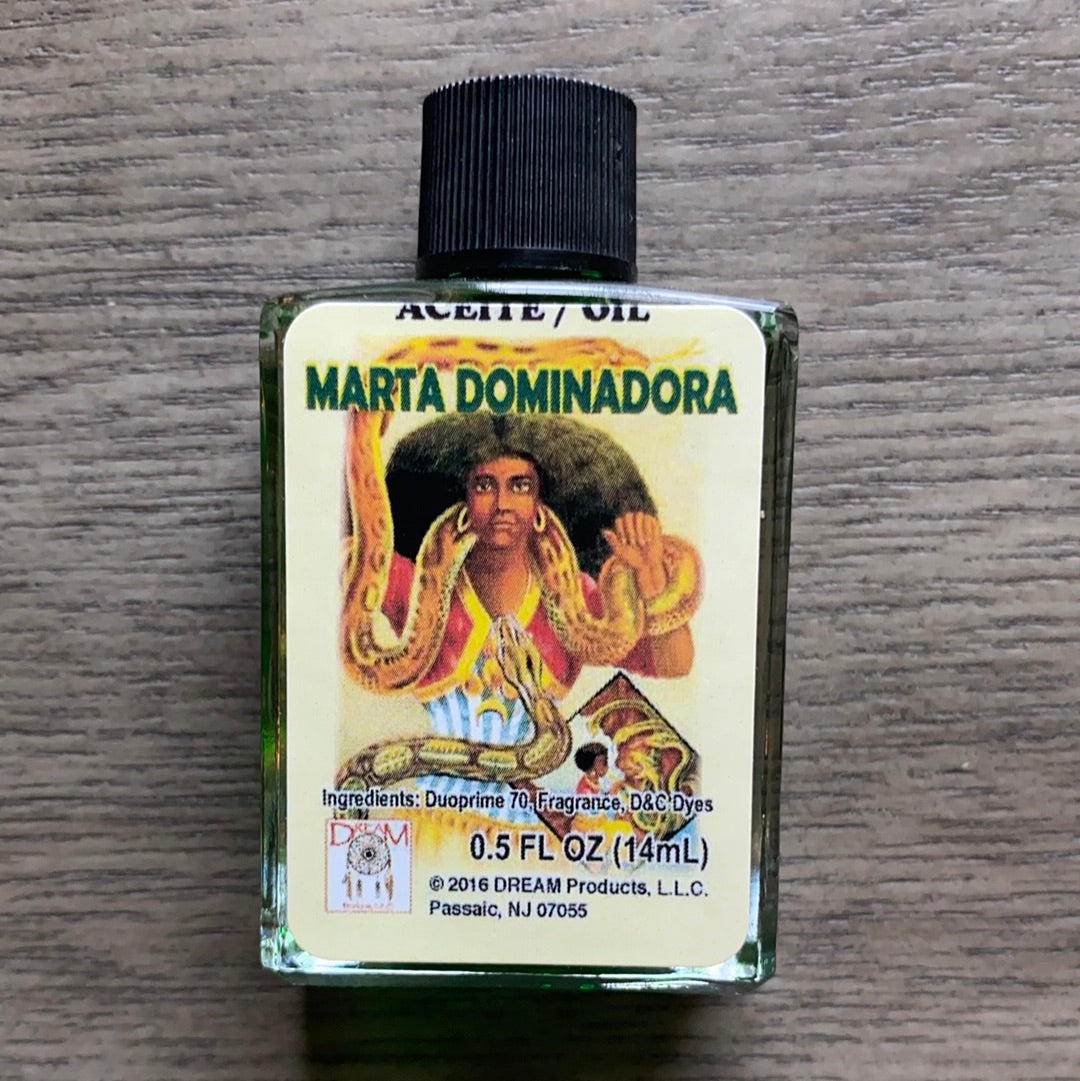 ACEITE / OIL
MARTA DOMINADORA
Ingredients: Duoprime 70, Fragrance, D&C Dyes
0.5 FL OZ (14mL)
DREAM
© 2016 DREAM Products, L.L.C.
Passaic, NJ 07055